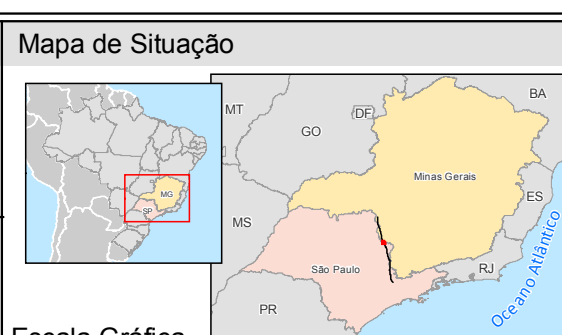 Mapa de Situação
MG
SP
MT
BA
DF
GO
Minas Gerais
ES
MS
São Paulo
RJ
Oceano Atlântico
PR
Escala Gráfica